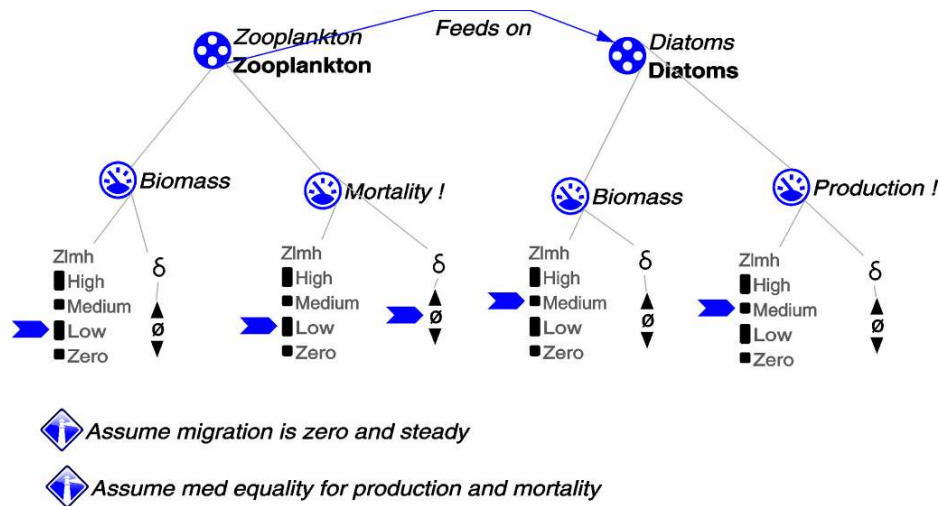 Feeds on
Zooplankton
Zooplankton
Diatoms
Diatoms
Biomass
Mortality !
Biomass
Production !
Zlmh
High
Medium
Low
Zero
δ
ø
Zlmh
High
Medium
Low
Zero
δ
ø
Zlmh
High
Medium
Low
Zero
δ
ø
Zlmh
High
Medium
Low
Zero
δ
ø
Assume migration is zero and steady
Assume med equality for production and mortality